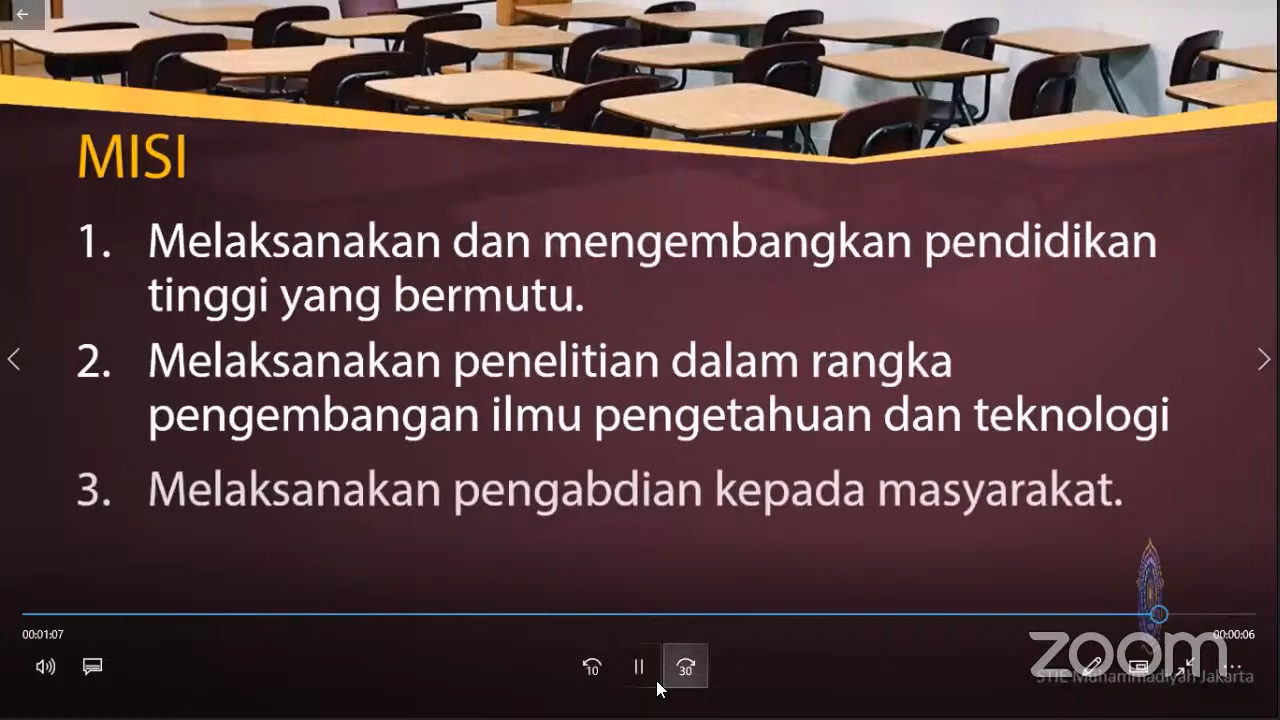 MISI
1. Melaksanakan dan mengembangkan pendidikan
tinggi yang bermutu.
2. Melaksanakan penelitian dalam rangka
pengembangan ilmu pengetahuan dan teknologi
3. Melaksanakan pengabdian kepada masyarakat.
00:01:07
00:00:06
10
30
zoom
STIE Muhammadiyah Jakarta